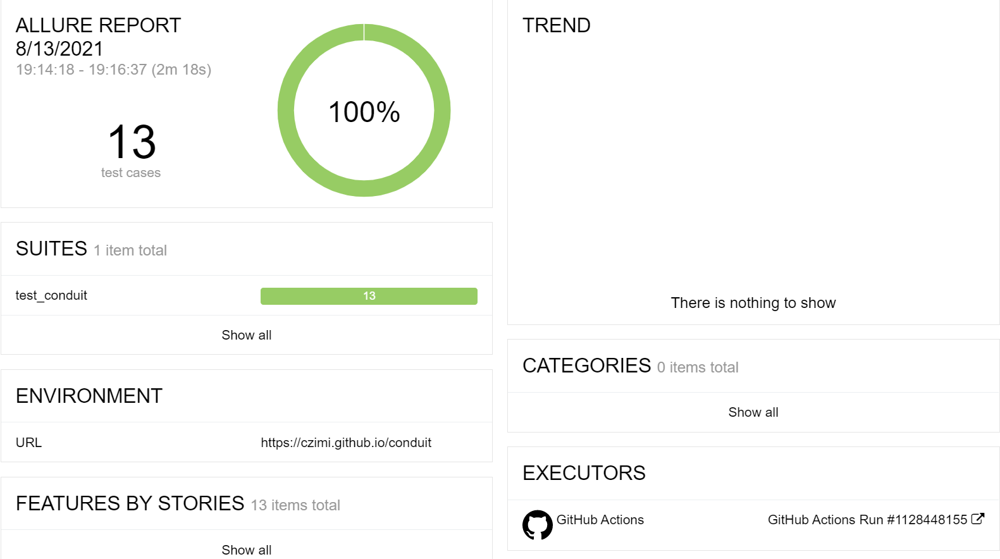 ALLURE REPORT
8/13/2021
19:14:18 - 19:16:37 (2m 18s)
13
test cases
100%
SUITES 1 item total
test_conduit 13
Show all
ENVIRONMENT
URL https://czimi.github.io/conduit
FEATURES BY STORIES 13 items total
Show all
TREND
There is nothing to show
CATEGORIES 0 items total
Show all
EXECUTORS
GitHub Actions GitHub Actions Run #1128448155